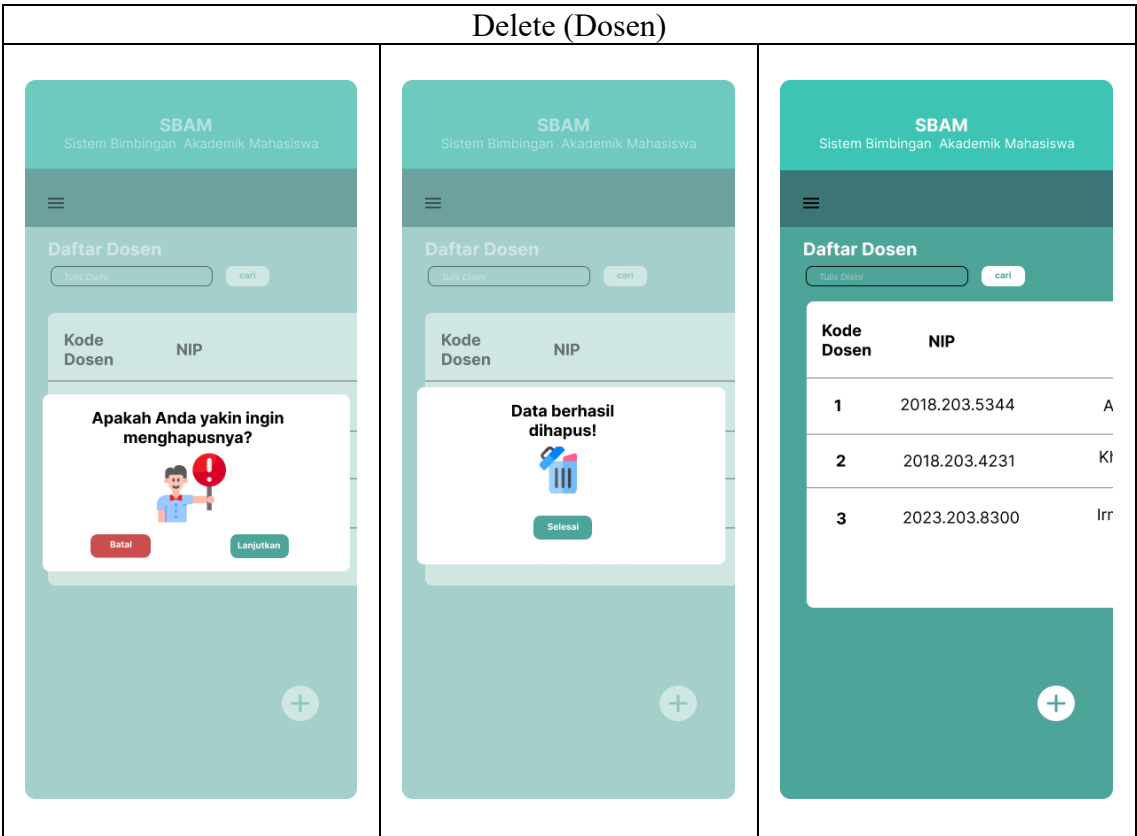 Delete (Dosen)
SBAM
Sistem Bimbingan Akademik Mahasiswa
Daftar Dosen
Tulis Disini
cari
Kode
Dosen
NIP
Apakah Anda yakin ingin
menghapusnya?
Batal
Lanjutkan
SBAM
Sistem Bimbingan Akademik Mahasiswa
Daftar Dosen
Tulis Disini
cari
Kode
Dosen
NIP
Data berhasil
dihapus!
Selesai
SBAM
Sistem Bimbingan Akademik Mahasiswa
Daftar Dosen
Tulis Disini
cari
Kode
Dosen
NIP
1 2018.203.5344 A
2 2018.203.4231
3 2023.203.8300